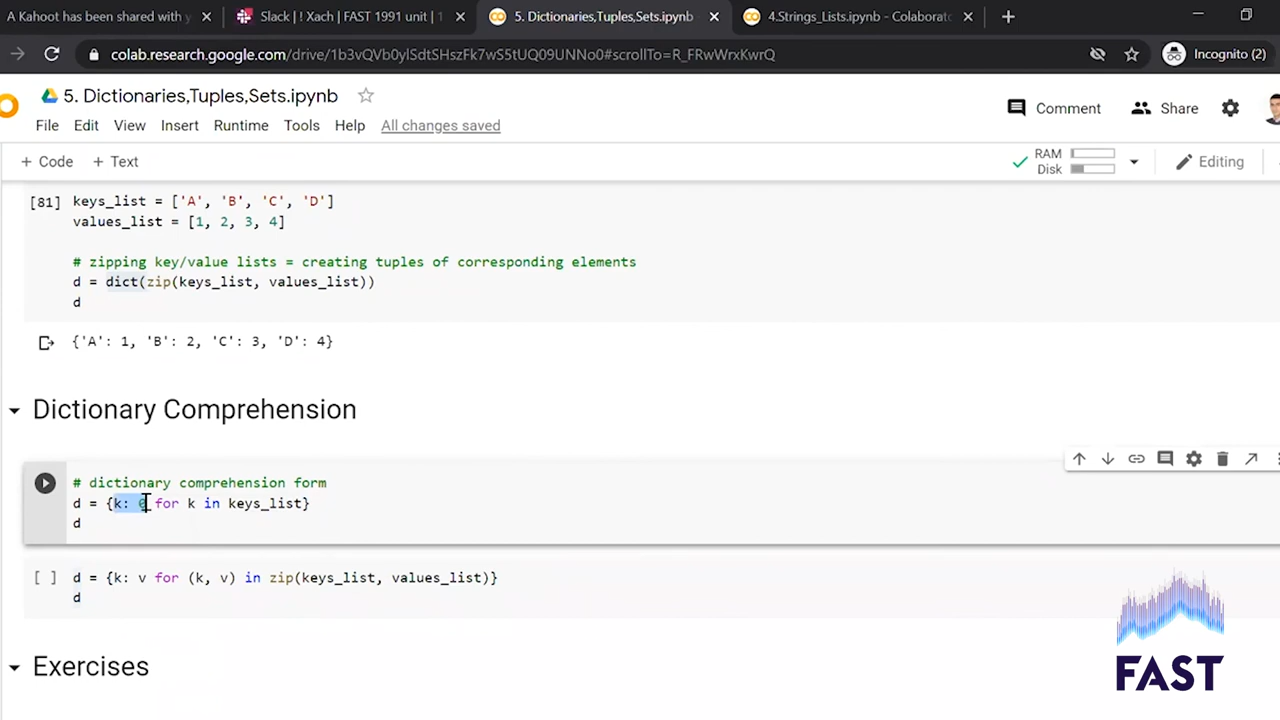 A Kahoot has been shared with y
Slack | ! Xach | FAST 1991 unit | 1
5. Dictionaries,Tuples,Sets.ipynb
4.Strings_Lists.ipynb - Colaborato
colab.research.google.com/drive/1b3vQVb0ylSdtSHszFk7wS5tUQ09UNNo0#scrollTo=R_FRwWrxKwrQ
Incognito (2)
5. Dictionaries,Tuples,Sets.ipynb
Comment
Share
File Edit View Insert Runtime Tools Help All changes saved
+ Code + Text
RAM
Disk
Editing
[81] keys_list = ['A', 'B', 'C', 'D']
values_list = [1, 2, 3, 4]
# zipping key/value lists = creating tuples of corresponding elements
d = dict(zip(keys_list, values_list))
d
{'A': 1, 'B': 2, 'C': 3, 'D': 4}
Dictionary Comprehension
# dictionary comprehension form
d = {k: 0 for k in keys_list}
d
[ ] d = {k: v for (k, v) in zip(keys_list, values_list)}
d
Exercises
FAST